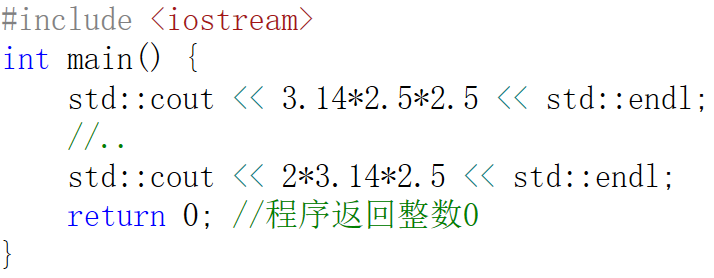 #include <iostream>
int main() {
    std::cout << 3.14*2.5*2.5 << std::endl;
    //..
    std::cout << 2*3.14*2.5 << std::endl;
    return 0; //程序返回整数0
}